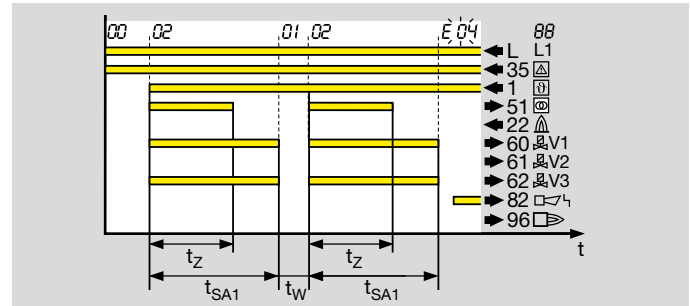 00 02 01 02 E 04 88
L L1
35
1 ϑ
51
22
60 V1
61 V2
62 V3
82
96
t
tZ tZ
tSA1 tW tSA1